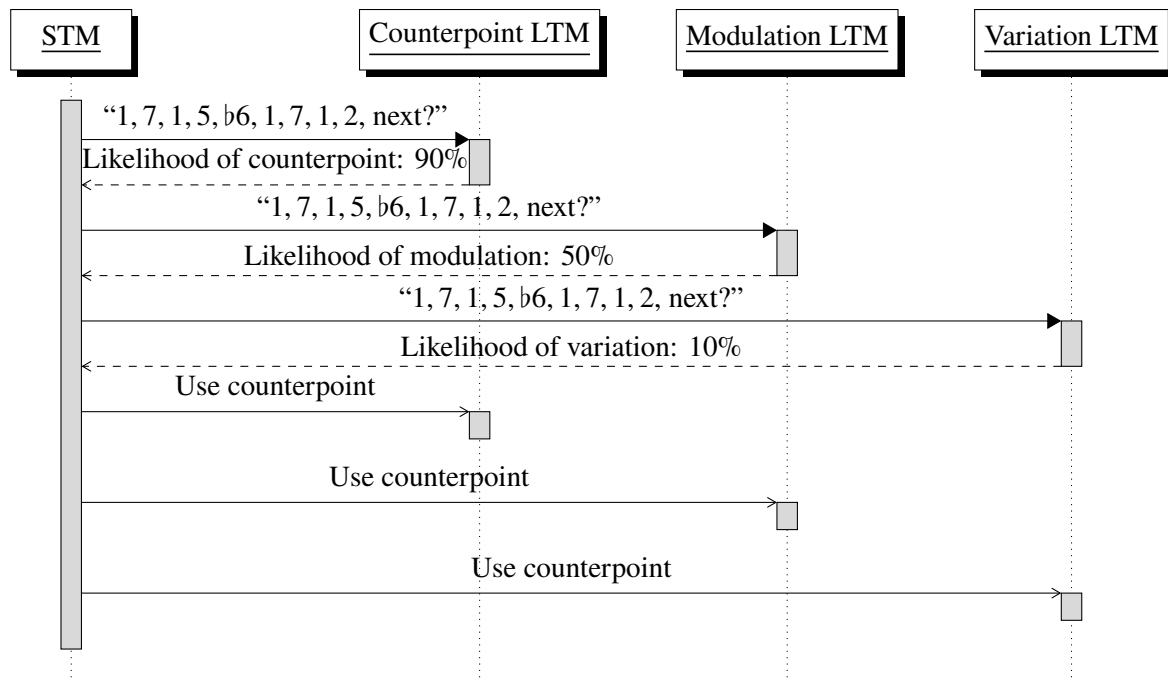 STM
Counterpoint LTM
Modulation LTM
Variation LTM
“1, 7, 1, 5, ♭6, 1, 7, 1, 2, next?”
Likelihood of counterpoint: 90%
“1, 7, 1, 5, ♭6, 1, 7, 1, 2, next?”
Likelihood of modulation: 50%
“1, 7, 1, 5, ♭6, 1, 7, 1, 2, next?”
Likelihood of variation: 10%
Use counterpoint
Use counterpoint
Use counterpoint